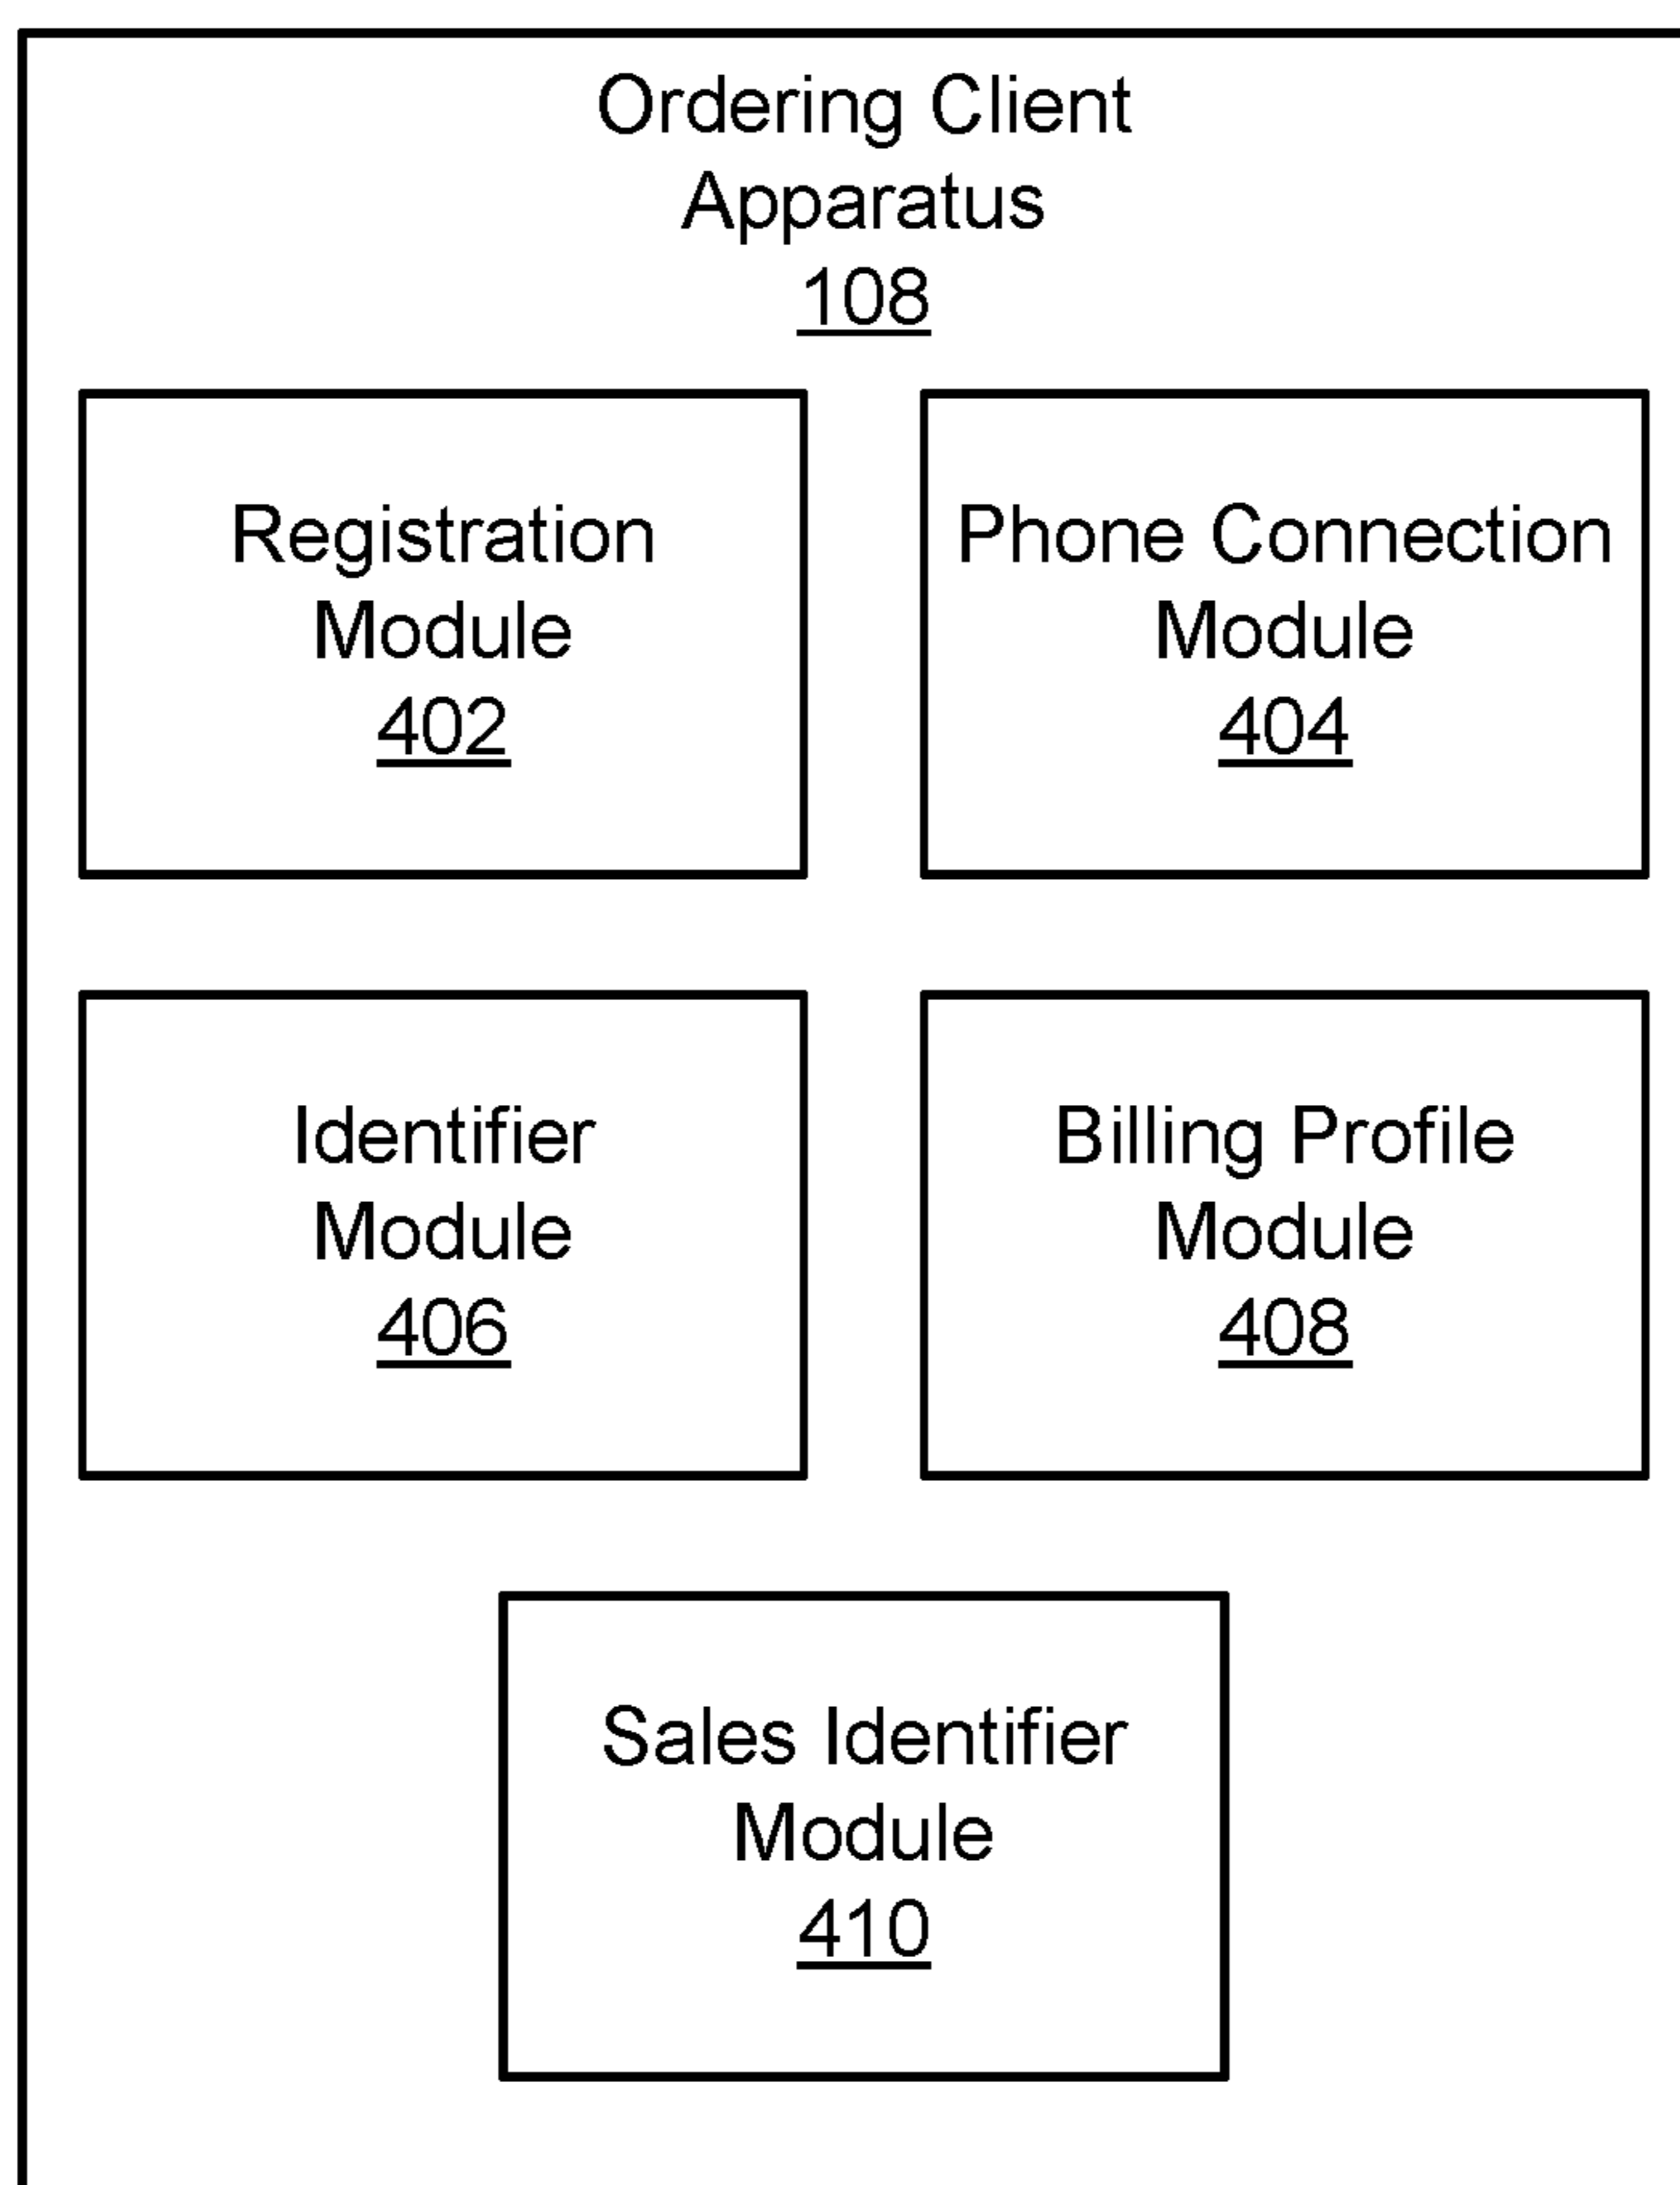 Ordering Client
Apparatus
108
Registration
Module
402
Phone Connection
Module
404
Identifier
Module
406
Billing Profile
Module
408
Sales Identifier
Module
410